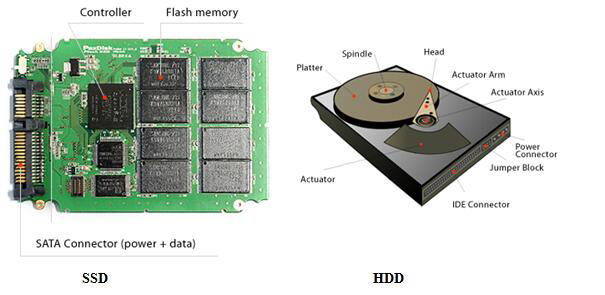 Controller
Flash memory
PexDisk
SATA Connector (power + data)
SSD
Spindle
Head
Platter
Actuator Arm
Actuator Axis
Power
Connector
Jumper Block
Actuator
IDE Connector
HDD